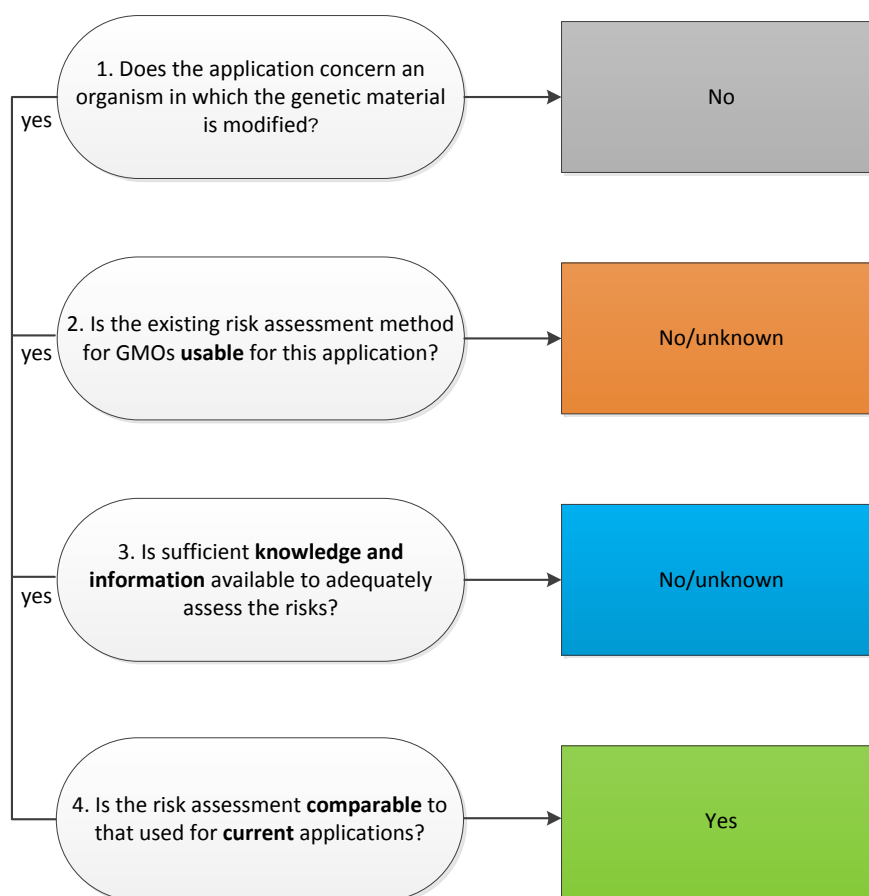 1. Does the application concern an
organism in which the genetic material
is modified?
No
yes
2. Is the existing risk assessment method
for GMOs usable for this application?
No/unknown
yes
3. Is sufficient knowledge and
information available to adequately
assess the risks?
No/unknown
yes
4. Is the risk assessment comparable to
that used for current applications?
Yes